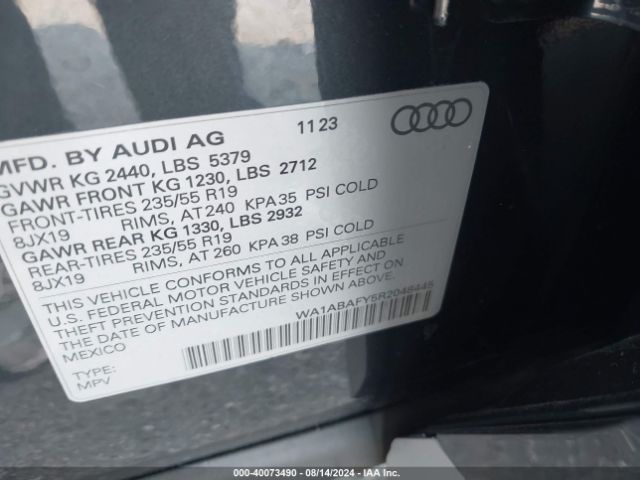 MFD. BY AUDI AG 11 23
GVWR KG 2440, LBS 5379
GAWR FRONT KG 1230, LBS 2712
FRONT-TIRES 235/55 R19
8JX19 RIMS, AT 240 KPA 35 PSI COLD
GAWR REAR KG 1330, LBS 2932
REAR-TIRES 235/55 R19
8JX19 RIMS, AT 260 KPA 38 PSI COLD
THIS VEHICLE CONFORMS TO ALL APPLICABLE
U.S. FEDERAL MOTOR VEHICLE SAFETY AND
THEFT PREVENTION STANDARDS IN EFFECT ON
THE DATE OF MANUFACTURE SHOWN ABOVE.
MEXICO WA1ABAFY5R2048445
TYPE:
MPV
000-40073490 - 08/14/2024 - IAA Inc.